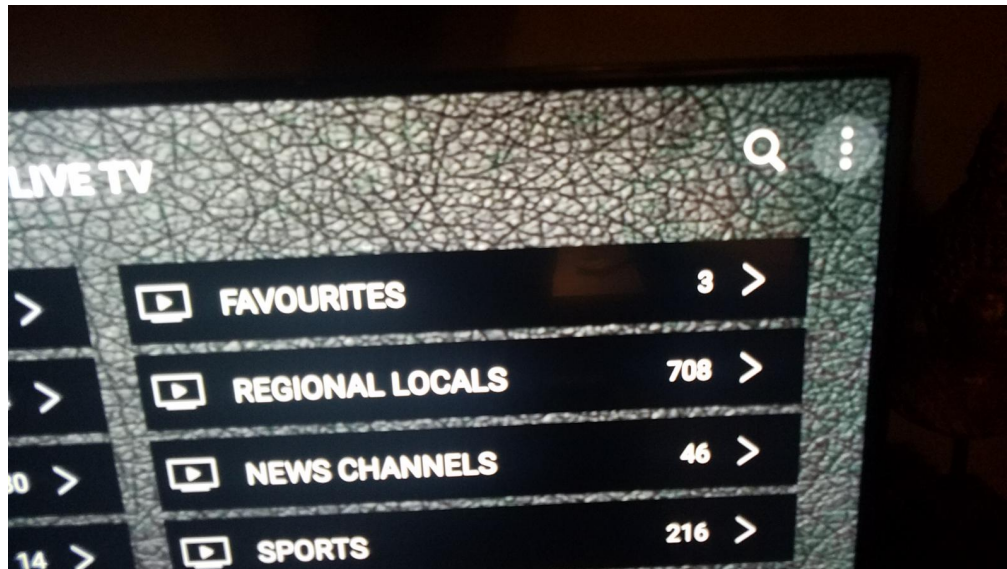 LIVE TV
FAVOURITES 3
REGIONAL LOCALS 708
NEWS CHANNELS 46
14 SPORTS 216